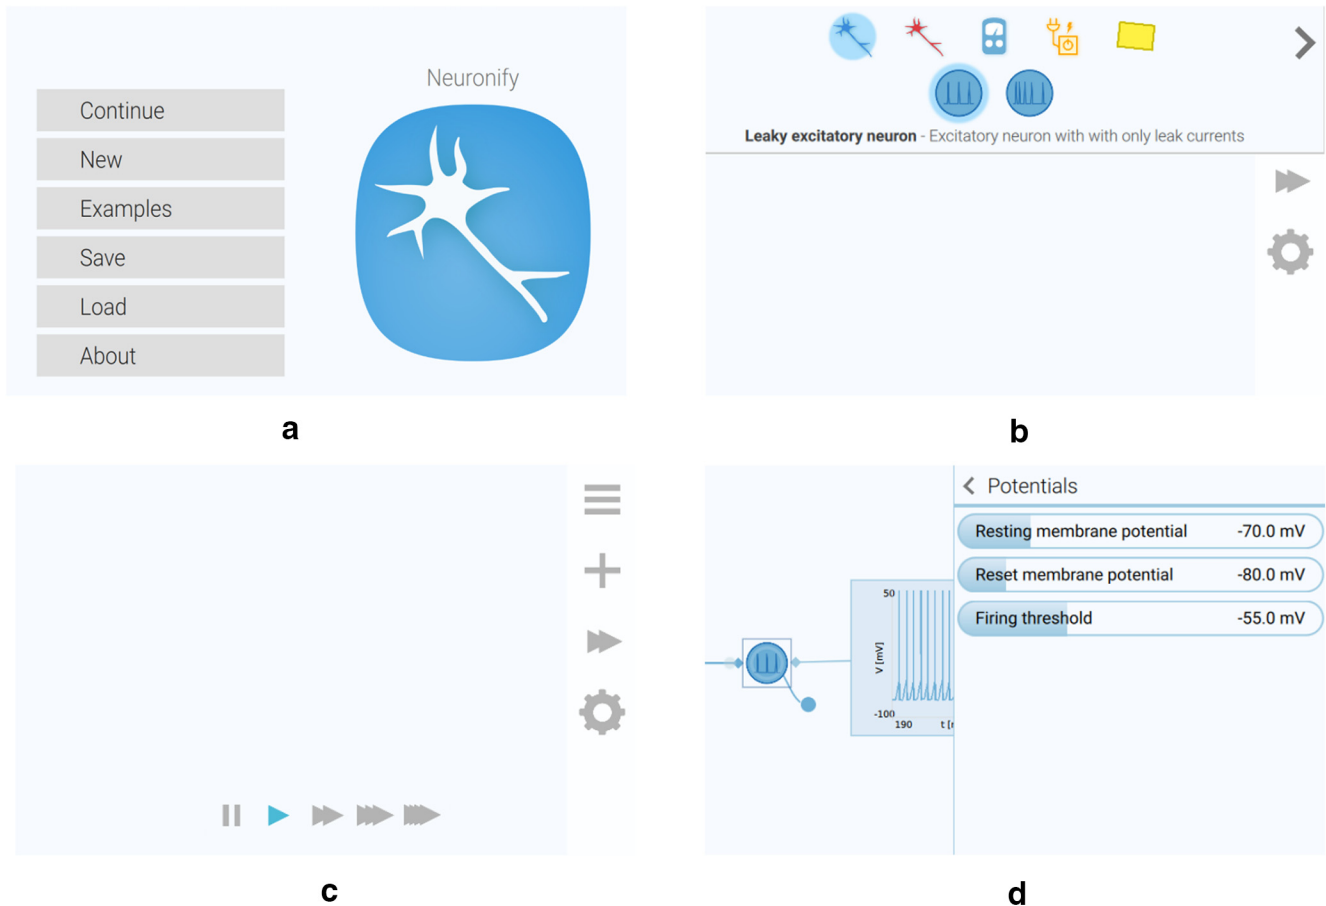 Neuronify
Continue
New
Examples
Save
Load
About
a
Leaky excitatory neuron - Excitatory neuron with with only leak currents
b
c
Potentials
Resting membrane potential -70.0 mV
Reset membrane potential -80.0 mV
Firing threshold -55.0 mV
50
V [mV]
-100
190 t [
d